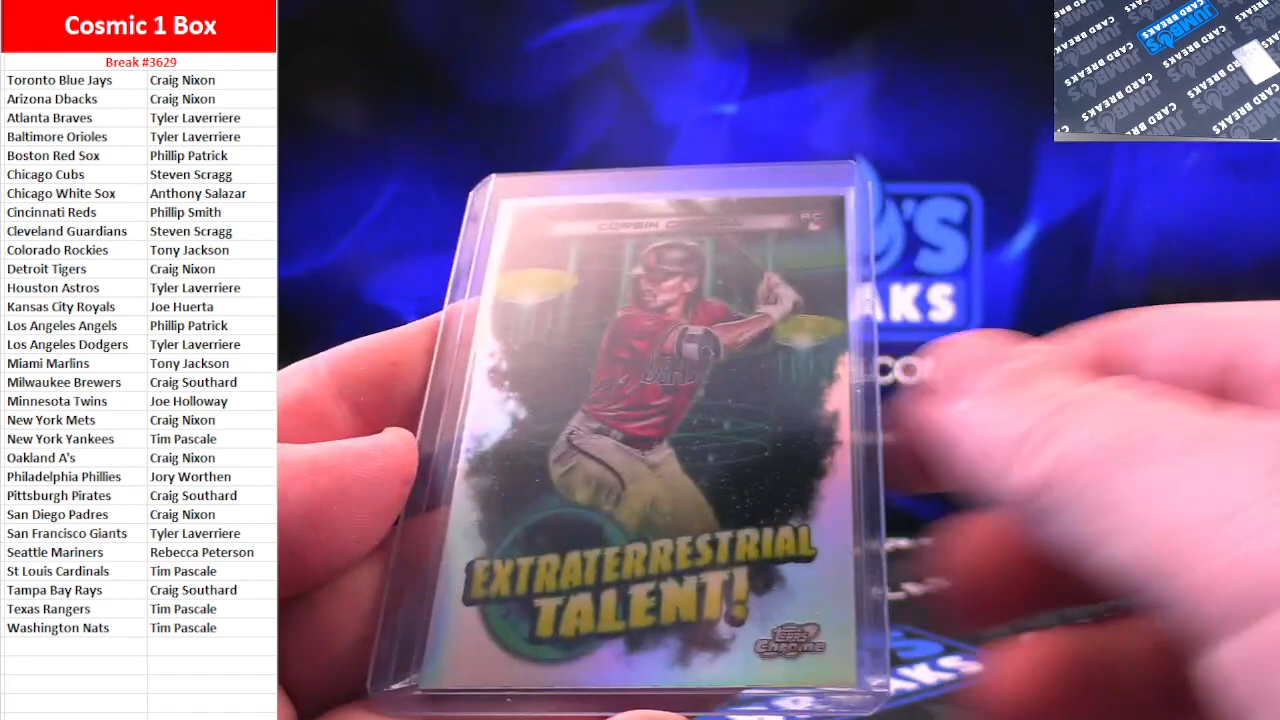 Cosmic 1 Box
Break #3629
Toronto Blue Jays Craig Nixon
Arizona Dbacks Craig Nixon
Atlanta Braves Tyler Laverriere
Baltimore Orioles Tyler Laverriere
Boston Red Sox Phillip Patrick
Chicago Cubs Steven Scragg
Chicago White Sox Anthony Salazar
Cincinnati Reds Phillip Smith
Cleveland Guardians Steven Scragg
Colorado Rockies Tony Jackson
Detroit Tigers Craig Nixon
Houston Astros Tyler Laverriere
Kansas City Royals Joe Huerta
Los Angeles Angels Phillip Patrick
Los Angeles Dodgers Tyler Laverriere
Miami Marlins Tony Jackson
Milwaukee Brewers Craig Southard
Minnesota Twins Joe Holloway
New York Mets Craig Nixon
New York Yankees Tim Pascale
Oakland A's Craig Nixon
Philadelphia Phillies Jory Worthen
Pittsburgh Pirates Craig Southard
San Diego Padres Craig Nixon
San Francisco Giants Tyler Laverriere
Seattle Mariners Rebecca Peterson
St Louis Cardinals Tim Pascale
Tampa Bay Rays Craig Southard
Texas Rangers Tim Pascale
Washington Nats Tim Pascale
CORBIN
RC
EXTRATERRESTRIAL
TALENT!
Topps
Chrome
JUMBO'S
CARD BREAKS